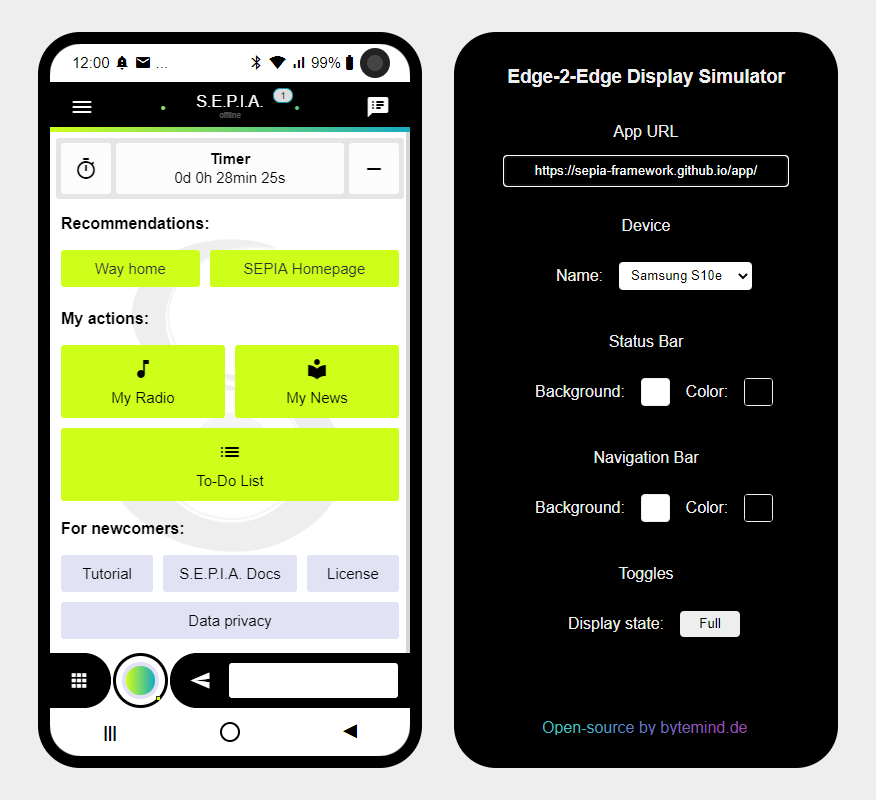 12:00 ... 99%
S.E.P.I.A. 1
offline
Timer
0d 0h 28min 25s
Recommendations:
Way home SEPIA Homepage
My actions:
My Radio My News
To-Do List
For newcomers:
Tutorial S.E.P.I.A. Docs License
Data privacy
Edge-2-Edge Display Simulator
App URL
https://sepia-framework.github.io/app/
Device
Name: Samsung S10e
Status Bar
Background: Color:
Navigation Bar
Background: Color:
Toggles
Display state: Full
Open-source by bytemind.de